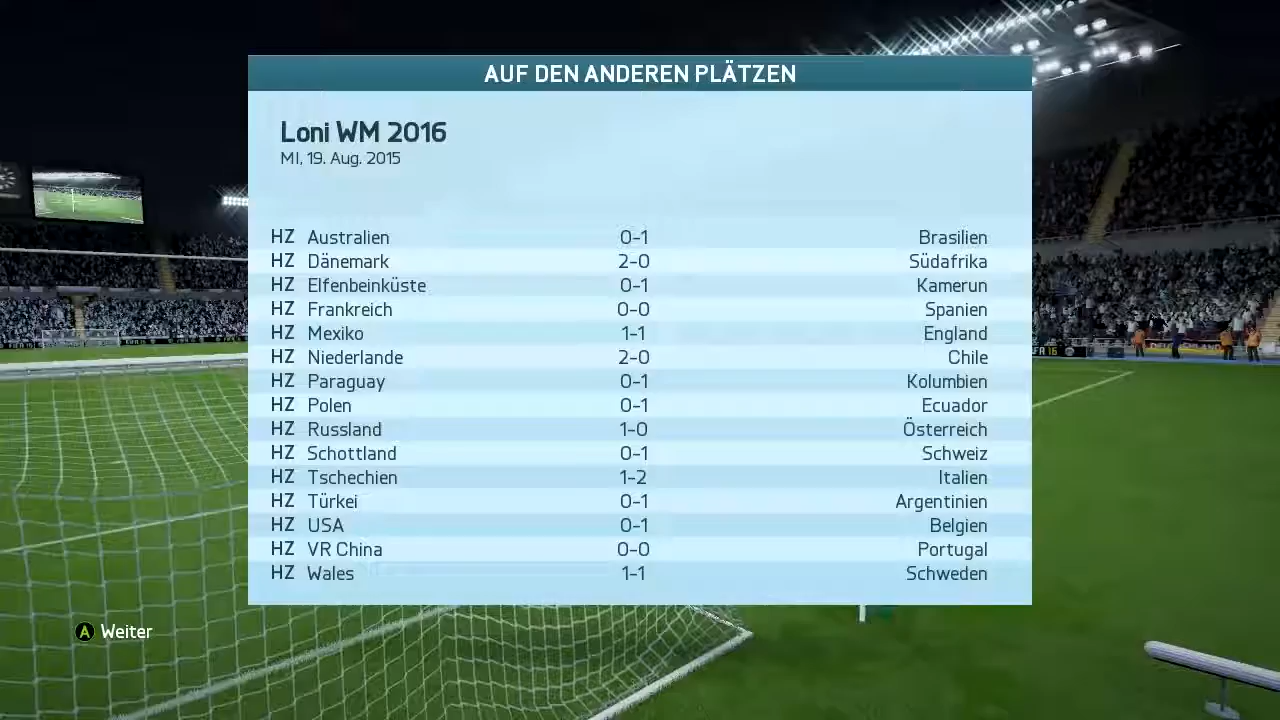 AUF DEN ANDEREN PLÄTZEN
Loni WM 2016
MI, 19. Aug. 2015
HZ Australien 0-1 Brasilien
HZ Dänemark 2-0 Südafrika
HZ Elfenbeinküste 0-1 Kamerun
HZ Frankreich 0-0 Spanien
HZ Mexiko 1-1 England
HZ Niederlande 2-0 Chile
HZ Paraguay 0-1 Kolumbien
HZ Polen 0-1 Ecuador
HZ Russland 1-0 Österreich
HZ Schottland 0-1 Schweiz
HZ Tschechien 1-2 Italien
HZ Türkei 0-1 Argentinien
HZ USA 0-1 Belgien
HZ VR China 0-0 Portugal
HZ Wales 1-1 Schweden
A Weiter